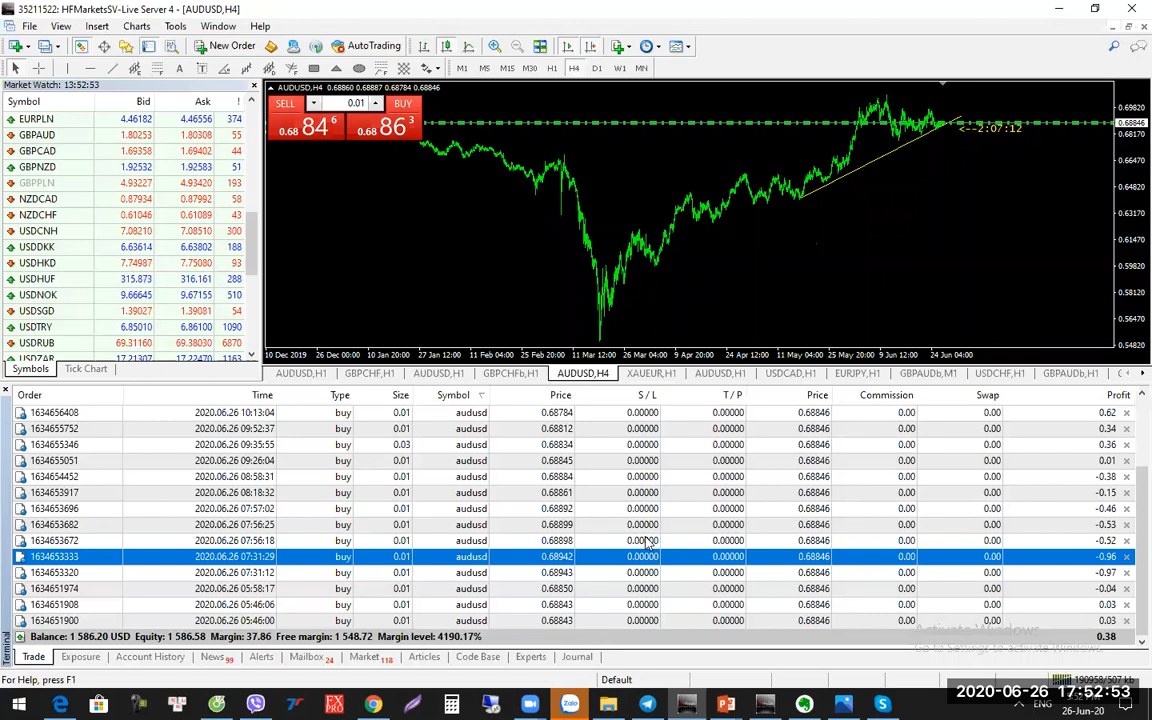 35211522: HFMarketsSV-Live Server 4 - [AUDUSD,H4]
File View Insert Charts Tools Window Help
New Order AutoTrading
A T M1 M5 M15 M30 H1 H4 D1 W1 MN
Market Watch: 13:52:53
Symbol Bid Ask !
EURPLN 4.46182 4.46556 374
GBPAUD 1.80253 1.80308 55
GBPCAD 1.69358 1.69402 44
GBPNZD 1.92532 1.92583 51
GBPPLN 4.93227 4.93420 193
NZDCAD 0.87934 0.87992 58
NZDCHF 0.61046 0.61089 43
USDCNH 7.08210 7.08510 300
USDDKK 6.63614 6.63802 188
USDHKD 7.74987 7.75080 93
USDHUF 315.873 316.161 288
USDNOK 9.66645 9.67155 510
USDSGD 1.39027 1.39081 54
USDTRY 6.85010 6.86100 1090
USDRUB 69.31160 69.38030 6870
USDZAR 17.21307 17.22470 1163
Symbols Tick Chart
AUDUSD,H4 0.68860 0.68887 0.68784 0.68846
SELL 0.01 BUY
0.68 84 6 0.68 86 3
<--2:07:12
0.69820
0.68846
0.68170
0.66470
0.64820
0.63170
0.61470
0.59820
0.58120
0.56470
0.54820
10 Dec 2019 26 Dec 00:00 10 Jan 20:00 27 Jan 12:00 11 Feb 04:00 25 Feb 20:00 11 Mar 12:00 26 Mar 04:00 9 Apr 20:00 24 Apr 12:00 11 May 04:00 25 May 20:00 9 Jun 12:00 24 Jun 04:00
AUDUSD,H1 GBPCHF,H1 AUDUSD,H1 GBPCHFb,H1 AUDUSD,H4 XAUEUR,H1 AUDUSD,H1 USDCAD,H1 EURJPY,H1 GBPAUDb,M1 USDCHF,H1 GBPAUDb,H1
Order Time Type Size Symbol Price S / L T / P Price Commission Swap Profit
1634656408 2020.06.26 10:13:04 buy 0.01 audusd 0.68784 0.00000 0.00000 0.68846 0.00 0.00 0.62
1634655752 2020.06.26 09:52:37 buy 0.01 audusd 0.68812 0.00000 0.00000 0.68846 0.00 0.00 0.34
1634655346 2020.06.26 09:35:55 buy 0.03 audusd 0.68834 0.00000 0.00000 0.68846 0.00 0.00 0.36
1634655051 2020.06.26 09:26:04 buy 0.01 audusd 0.68845 0.00000 0.00000 0.68846 0.00 0.00 0.01
1634654452 2020.06.26 08:58:31 buy 0.01 audusd 0.68884 0.00000 0.00000 0.68846 0.00 0.00 -0.38
1634653917 2020.06.26 08:18:32 buy 0.01 audusd 0.68861 0.00000 0.00000 0.68846 0.00 0.00 -0.15
1634653696 2020.06.26 07:57:02 buy 0.01 audusd 0.68892 0.00000 0.00000 0.68846 0.00 0.00 -0.46
1634653682 2020.06.26 07:56:25 buy 0.01 audusd 0.68899 0.00000 0.00000 0.68846 0.00 0.00 -0.53
1634653672 2020.06.26 07:56:18 buy 0.01 audusd 0.68898 0.00000 0.00000 0.68846 0.00 0.00 -0.52
1634653333 2020.06.26 07:31:29 buy 0.01 audusd 0.68942 0.00000 0.00000 0.68846 0.00 0.00 -0.96
1634653320 2020.06.26 07:31:12 buy 0.01 audusd 0.68943 0.00000 0.00000 0.68846 0.00 0.00 -0.97
1634651974 2020.06.26 05:58:17 buy 0.01 audusd 0.68850 0.00000 0.00000 0.68846 0.00 0.00 -0.04
1634651908 2020.06.26 05:46:06 buy 0.01 audusd 0.68843 0.00000 0.00000 0.68846 0.00 0.00 0.03
1634651900 2020.06.26 05:46:00 buy 0.01 audusd 0.68843 0.00000 0.00000 0.68846 0.00 0.00 0.03
Balance: 1 586.20 USD Equity: 1 586.58 Margin: 37.86 Free margin: 1 548.72 Margin level: 4190.17% 0.38
Activate Windows
Go to Settings to activate Windows.
Terminal
Trade Exposure Account History News 99 Alerts Mailbox 24 Market 118 Articles Code Base Experts Journal
For Help, press F1 Default 190958/507 kb
2020-06-26 17:52:53
26-Jun-20